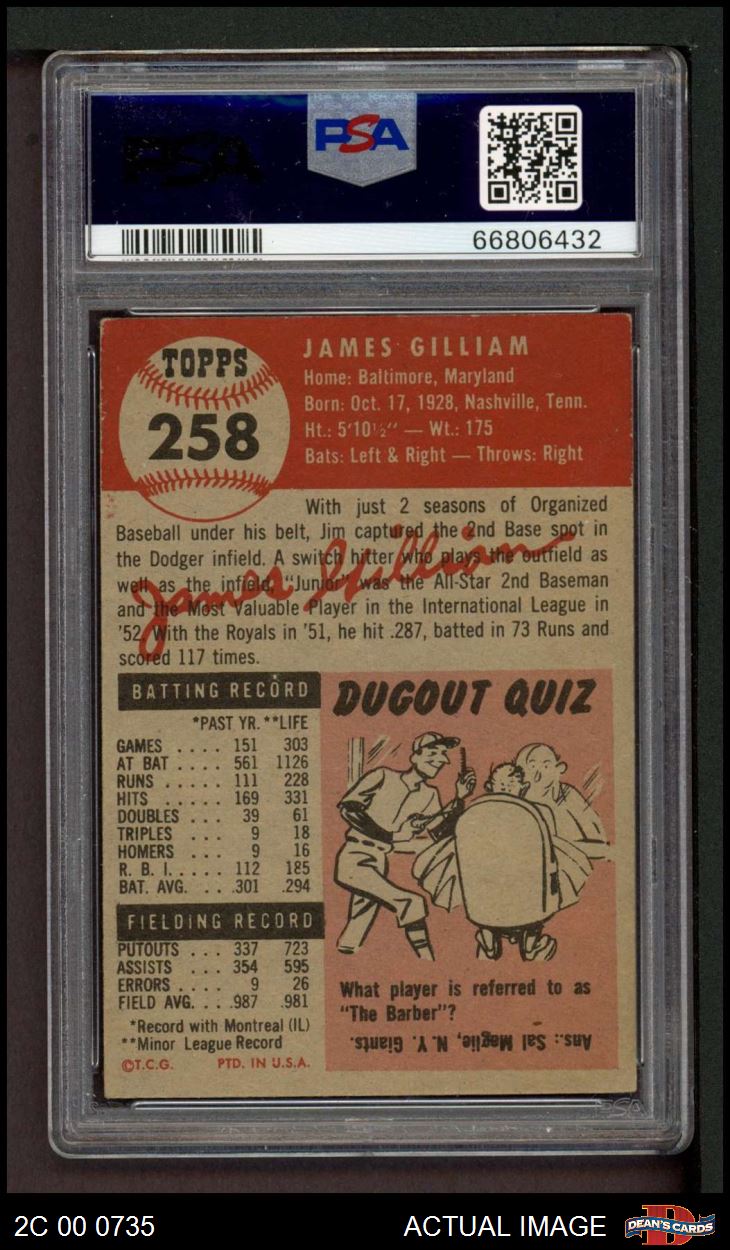 PSA
PSA
66806432
TOPPS
258
JAMES GILLIAM
Home: Baltimore, Maryland
Born: Oct. 17, 1928, Nashville, Tenn.
Ht.: 5'10½" — Wt.: 175
Bats: Left & Right — Throws: Right
With just 2 seasons of Organized
Baseball under his belt, Jim captured the 2nd Base spot in
the Dodger infield. A switch hitter who plays the outfield as
well as the infield, "Junior" was the All-Star 2nd Baseman
and the Most Valuable Player in the International League in
'52. With the Royals in '51, he hit .287, batted in 73 Runs and
scored 117 times.
James Gilliam
BATTING RECORD
*PAST YR. **LIFE
GAMES .... 151 303
AT BAT .... 561 1126
RUNS ..... 111 228
HITS ...... 169 331
DOUBLES ... 39 61
TRIPLES ... 9 18
HOMERS ... 9 16
R. B. I. .... 112 185
BAT. AVG. .. .301 .294
FIELDING RECORD
PUTOUTS ... 337 723
ASSISTS ... 354 595
ERRORS .... 9 26
FIELD AVG. .. .987 .981
*Record with Montreal (IL)
**Minor League Record
©T.C.G. PTD. IN U.S.A.
DUGOUT QUIZ
What player is referred to as
"The Barber"?
Ans.: Sal Maglie, N. Y. Giants.
PSA
2C 00 0735
ACTUAL IMAGE
D
DEAN'S CARDS